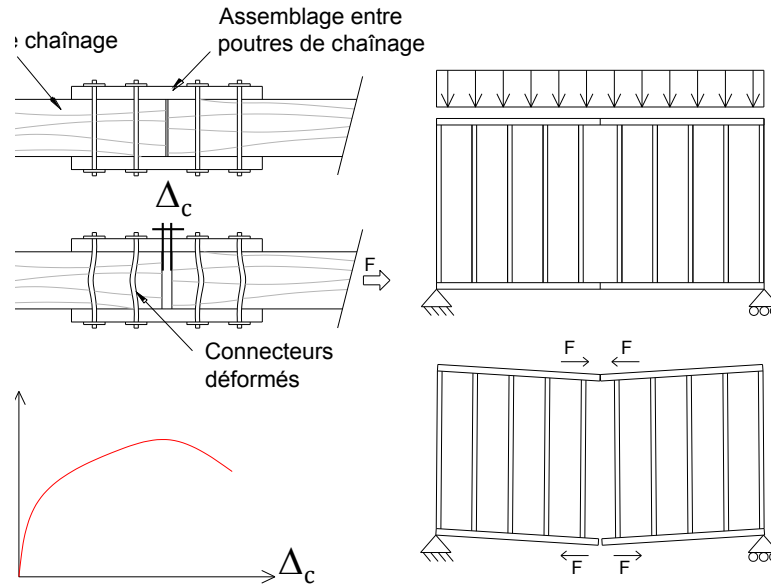 Assemblage entre
poutres de chaînage
chaînage
Δc
F
Connecteurs
déformés
Δc
F F
F F